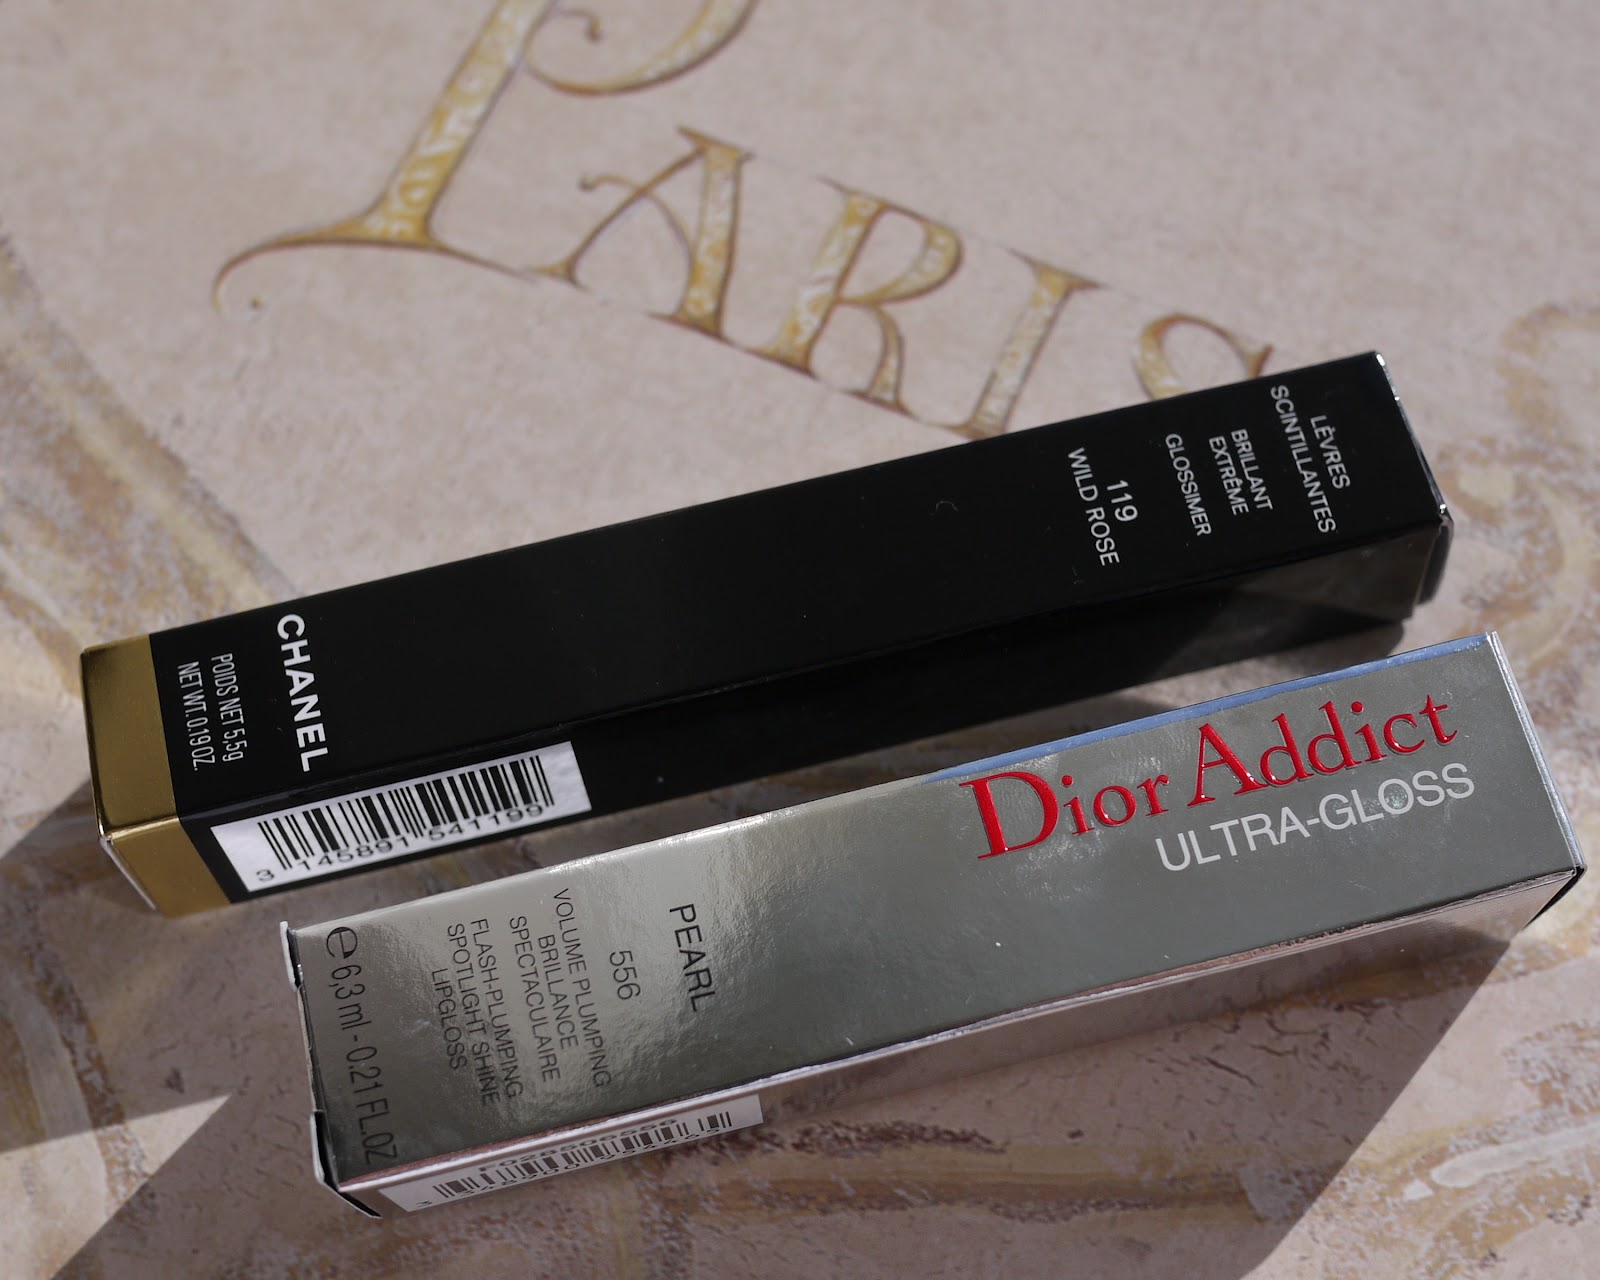 PARIS
LÈVRES
SCINTILLANTES
BRILLANT
EXTRÊME
GLOSSIMER
119
WILD ROSE
CHANEL
POIDS NET 5,5g
NET WT. 0.19 OZ.
3 145891 541199
Dior Addict
ULTRA-GLOSS
PEARL
556
VOLUME PLUMPING
BRILLANCE
SPECTACULAIRE
FLASH-PLUMPING
SPOTLIGHT SHINE
LIPGLOSS
e 6,3 ml - 0.21 FL.OZ